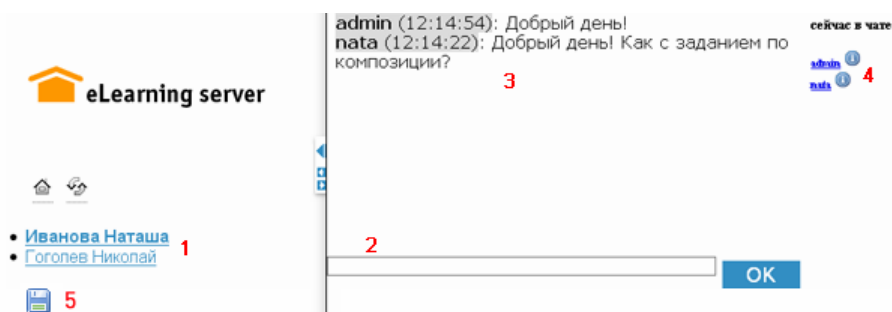 eLearning server
Иванова Наташа
Гоголев Николай
1
5
admin (12:14:54): Добрый день!
nata (12:14:22): Добрый день! Как с заданием по
композиции?
3
2
OK
сейчас в чате
admin
nata
4